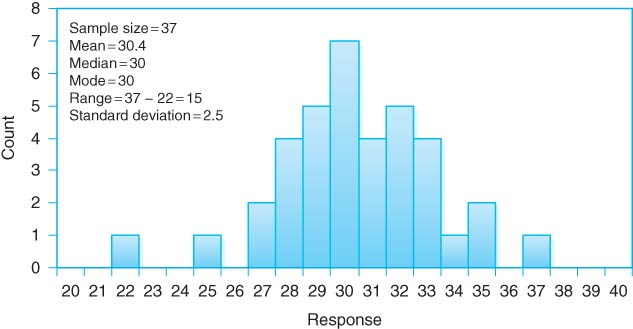 8
7
6
5
4
3
2
1
0
Count
Sample size=37
Mean=30.4
Median=30
Mode=30
Range=37 – 22=15
Standard deviation=2.5
20 21 22 23 24 25 26 27 28 29 30 31 32 33 34 35 36 37 38 39 40
Response